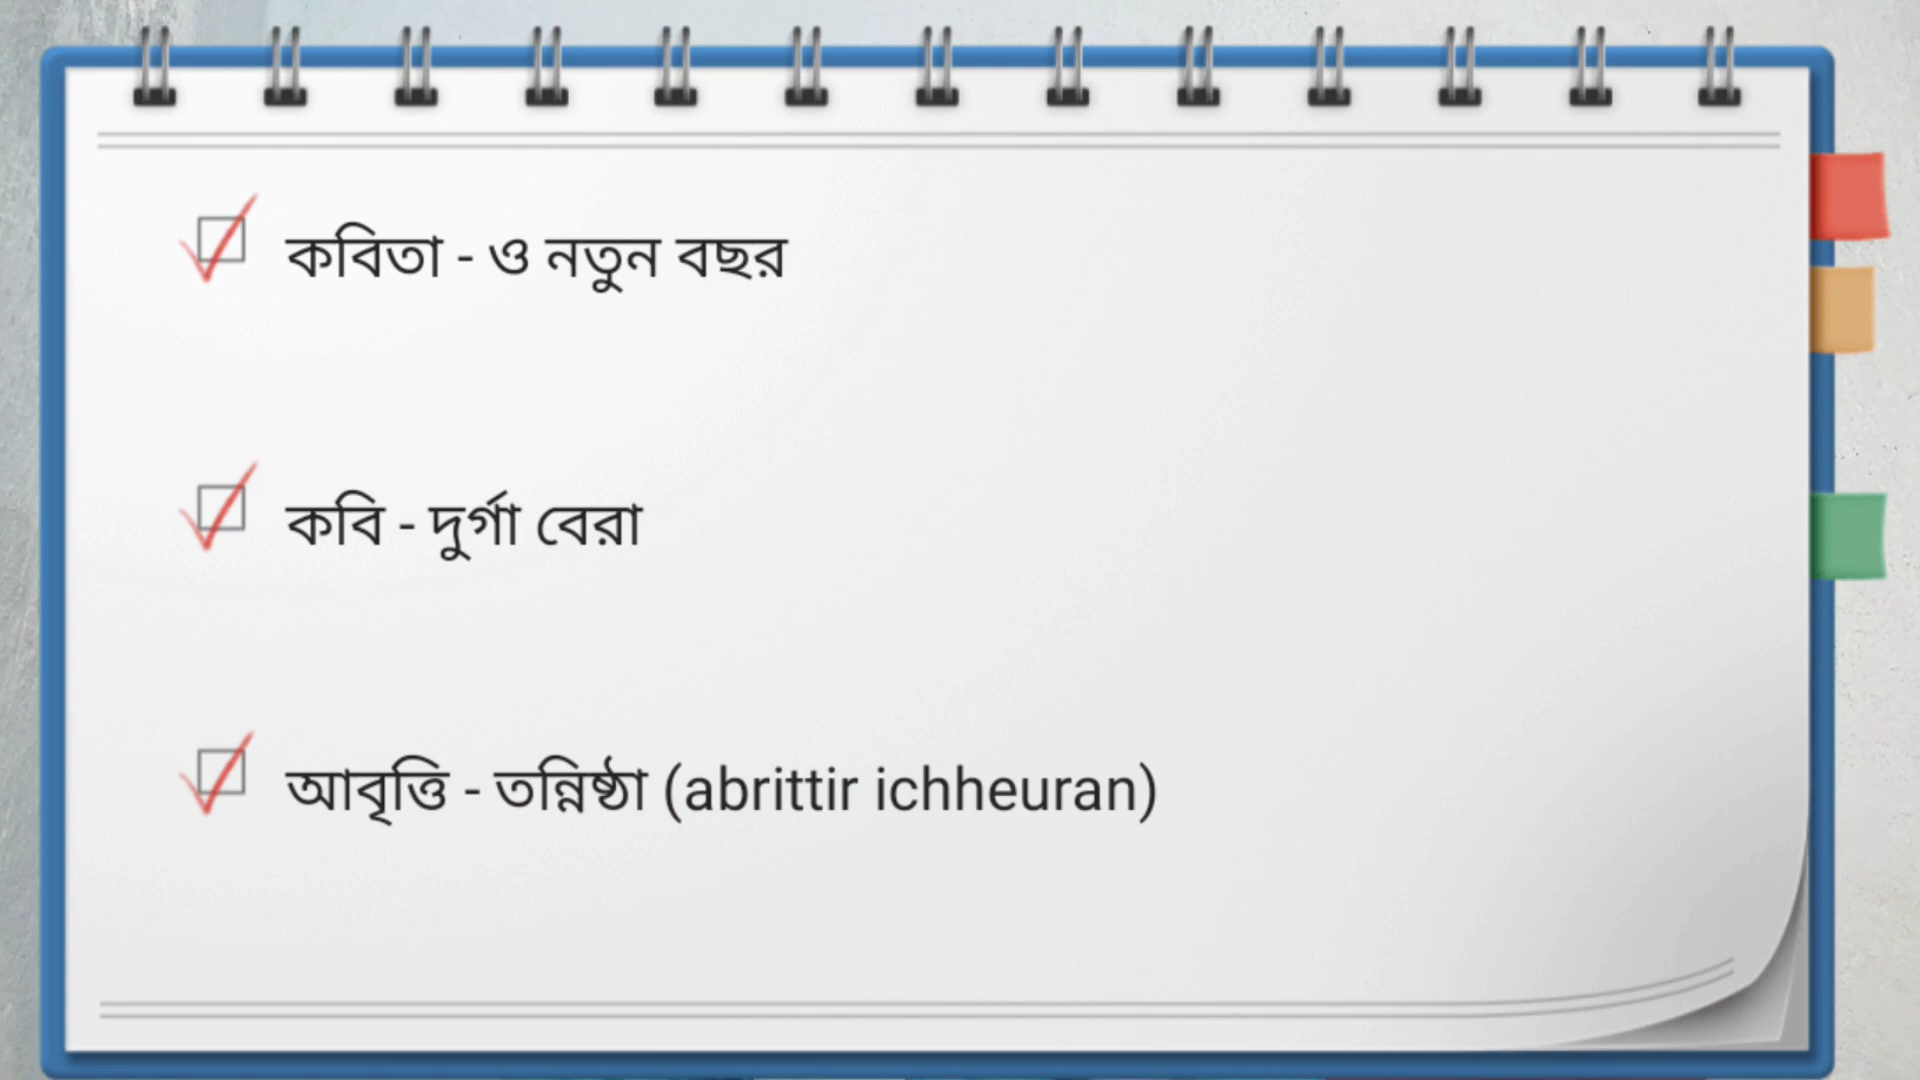 কবিতা - ও নতুন বছর
কবি - দুর্গা বেরা
আবৃত্তি - তন্নিষ্ঠা (abrittir ichheuran)